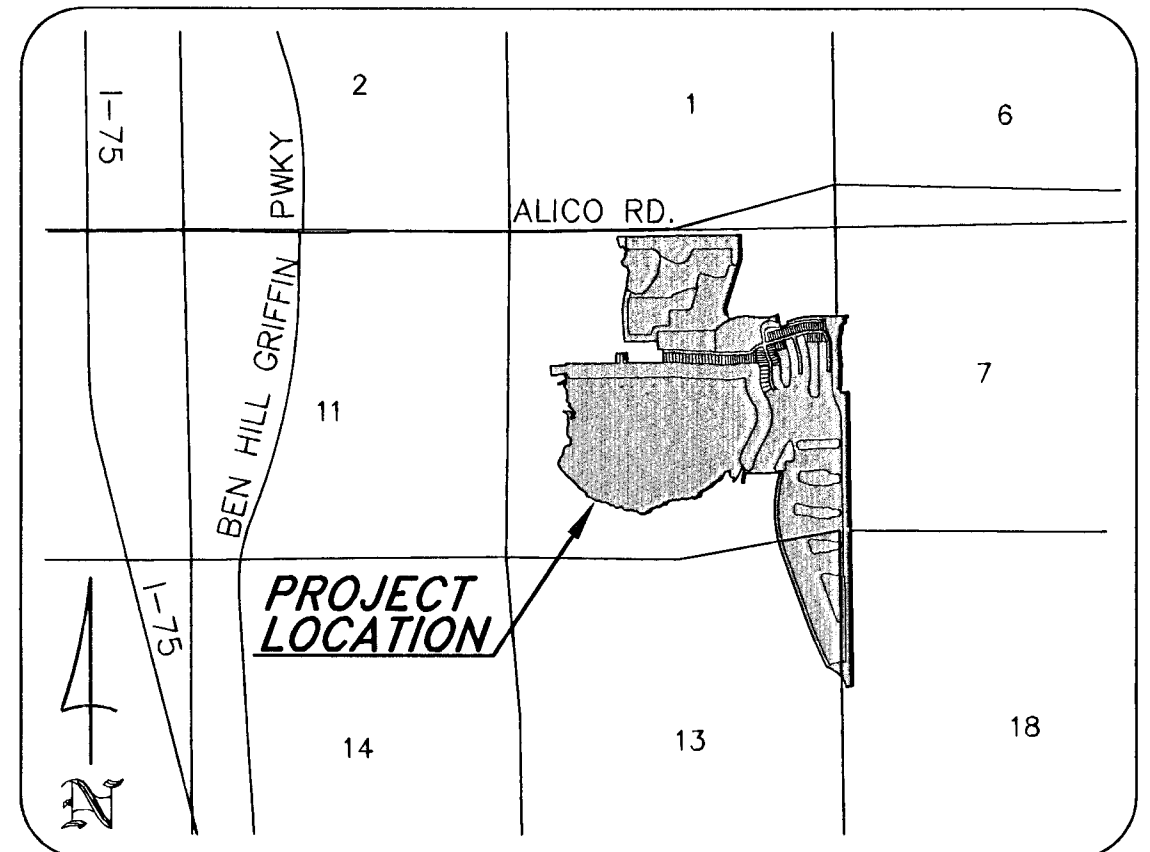 2
1
6
I-75
PWKY
ALICO RD.
BEN HILL GRIFFIN
11
7
PROJECT
LOCATION
I-75
14
13
18
N